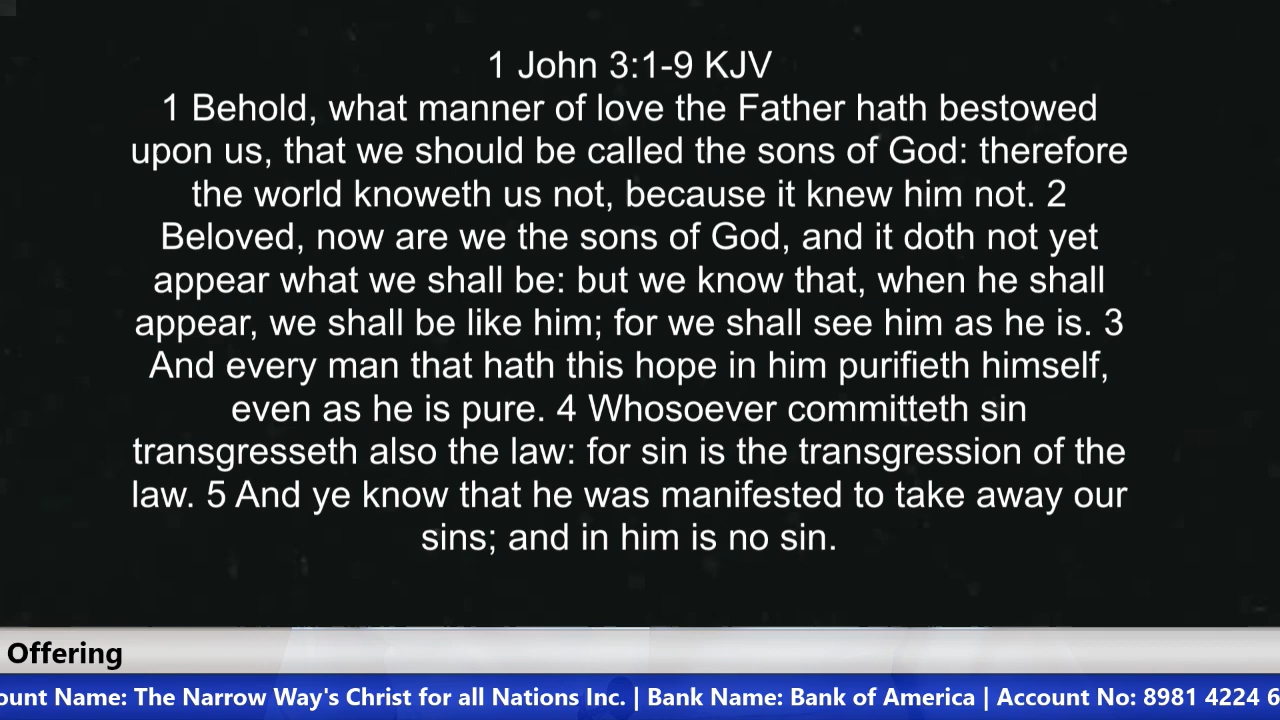 1 John 3:1-9 KJV
1 Behold, what manner of love the Father hath bestowed
upon us, that we should be called the sons of God: therefore
the world knoweth us not, because it knew him not. 2
Beloved, now are we the sons of God, and it doth not yet
appear what we shall be: but we know that, when he shall
appear, we shall be like him; for we shall see him as he is. 3
And every man that hath this hope in him purifieth himself,
even as he is pure. 4 Whosoever committeth sin
transgresseth also the law: for sin is the transgression of the
law. 5 And ye know that he was manifested to take away our
sins; and in him is no sin.
Offering
ount Name: The Narrow Way's Christ for all Nations Inc. | Bank Name: Bank of America | Account No: 8981 4224 6